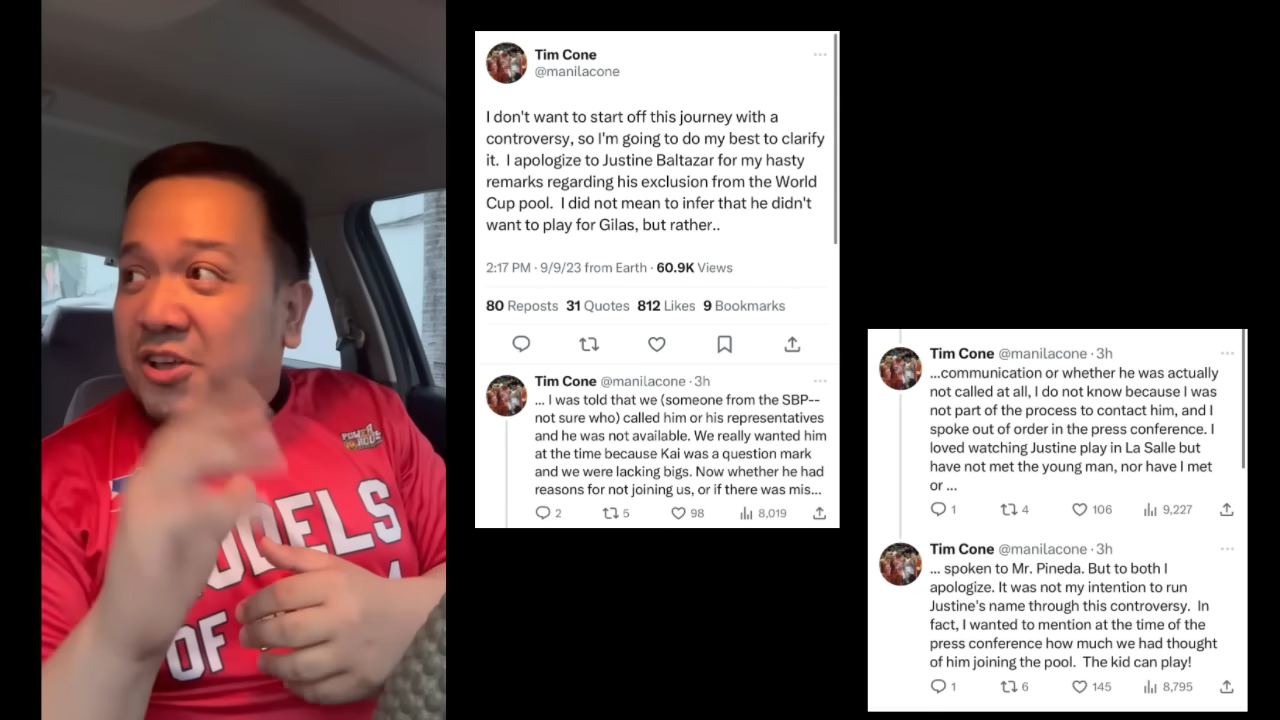 POWER
HOUSE
OF
Tim Cone
@manilacone
I don't want to start off this journey with a
controversy, so I'm going to do my best to clarify
it. I apologize to Justine Baltazar for my hasty
remarks regarding his exclusion from the World
Cup pool. I did not mean to infer that he didn't
want to play for Gilas, but rather..
2:17 PM · 9/9/23 from Earth · 60.9K Views
80 Reposts 31 Quotes 812 Likes 9 Bookmarks
Tim Cone @manilacone · 3h
... I was told that we (someone from the SBP--
not sure who) called him or his representatives
and he was not available. We really wanted him
at the time because Kai was a question mark
and we were lacking bigs. Now whether he had
reasons for not joining us, or if there was mis...
2 5 98 8,019
Tim Cone @manilacone · 3h
...communication or whether he was actually
not called at all, I do not know because I was
not part of the process to contact him, and I
spoke out of order in the press conference. I
loved watching Justine play in La Salle but
have not met the young man, nor have I met
or ...
1 4 106 9,227
Tim Cone @manilacone · 3h
... spoken to Mr. Pineda. But to both I
apologize. It was not my intention to run
Justine's name through this controversy. In
fact, I wanted to mention at the time of the
press conference how much we had thought
of him joining the pool. The kid can play!
1 6 145 8,795